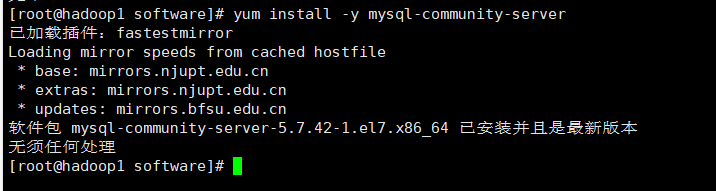 [root@hadoop1 software]# yum install -y mysql-community-server
已加载插件：fastestmirror
Loading mirror speeds from cached hostfile
 * base: mirrors.njupt.edu.cn
 * extras: mirrors.njupt.edu.cn
 * updates: mirrors.bfsu.edu.cn
软件包 mysql-community-server-5.7.42-1.el7.x86_64 已安装并且是最新版本
无须任何处理
[root@hadoop1 software]#